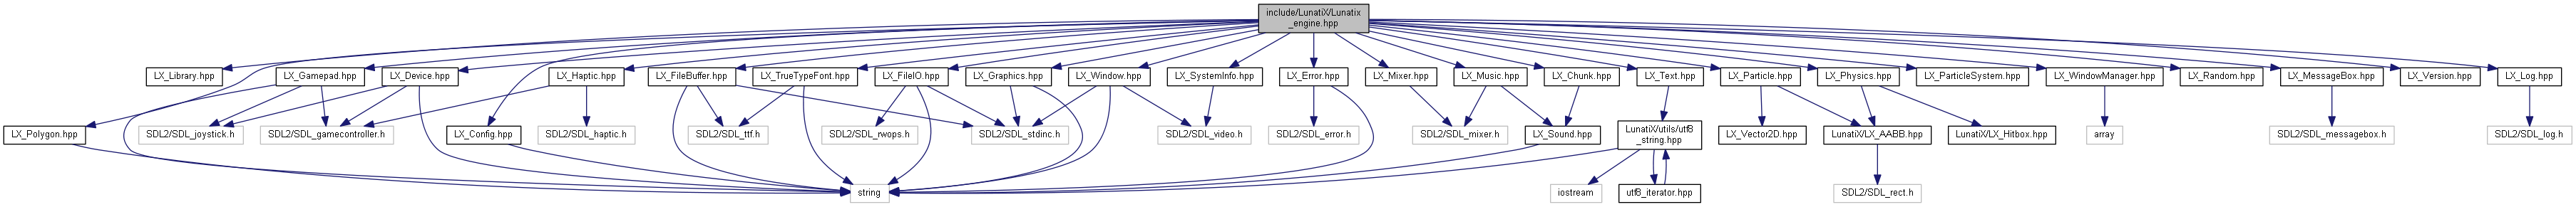 include/LunatiX/Lunatix
_engine.hpp
LX_Library.hpp
LX_Gamepad.hpp
LX_Device.hpp
LX_Haptic.hpp
LX_FileBuffer.hpp
LX_TrueTypeFont.hpp
LX_FileIO.hpp
LX_Graphics.hpp
LX_Window.hpp
LX_SystemInfo.hpp
LX_Error.hpp
LX_Mixer.hpp
LX_Music.hpp
LX_Chunk.hpp
LX_Text.hpp
LX_Particle.hpp
LX_Physics.hpp
LX_ParticleSystem.hpp
LX_WindowManager.hpp
LX_Random.hpp
LX_MessageBox.hpp
LX_Version.hpp
LX_Log.hpp
LX_Polygon.hpp
SDL2/SDL_joystick.h
SDL2/SDL_gamecontroller.h
LX_Config.hpp
SDL2/SDL_haptic.h
SDL2/SDL_ttf.h
SDL2/SDL_rwops.h
SDL2/SDL_stdinc.h
SDL2/SDL_video.h
SDL2/SDL_error.h
SDL2/SDL_mixer.h
LX_Sound.hpp
LunatiX/utils/utf8
_string.hpp
LX_Vector2D.hpp
LunatiX/LX_AABB.hpp
LunatiX/LX_Hitbox.hpp
array
SDL2/SDL_messagebox.h
SDL2/SDL_log.h
string
iostream
utf8_iterator.hpp
SDL2/SDL_rect.h